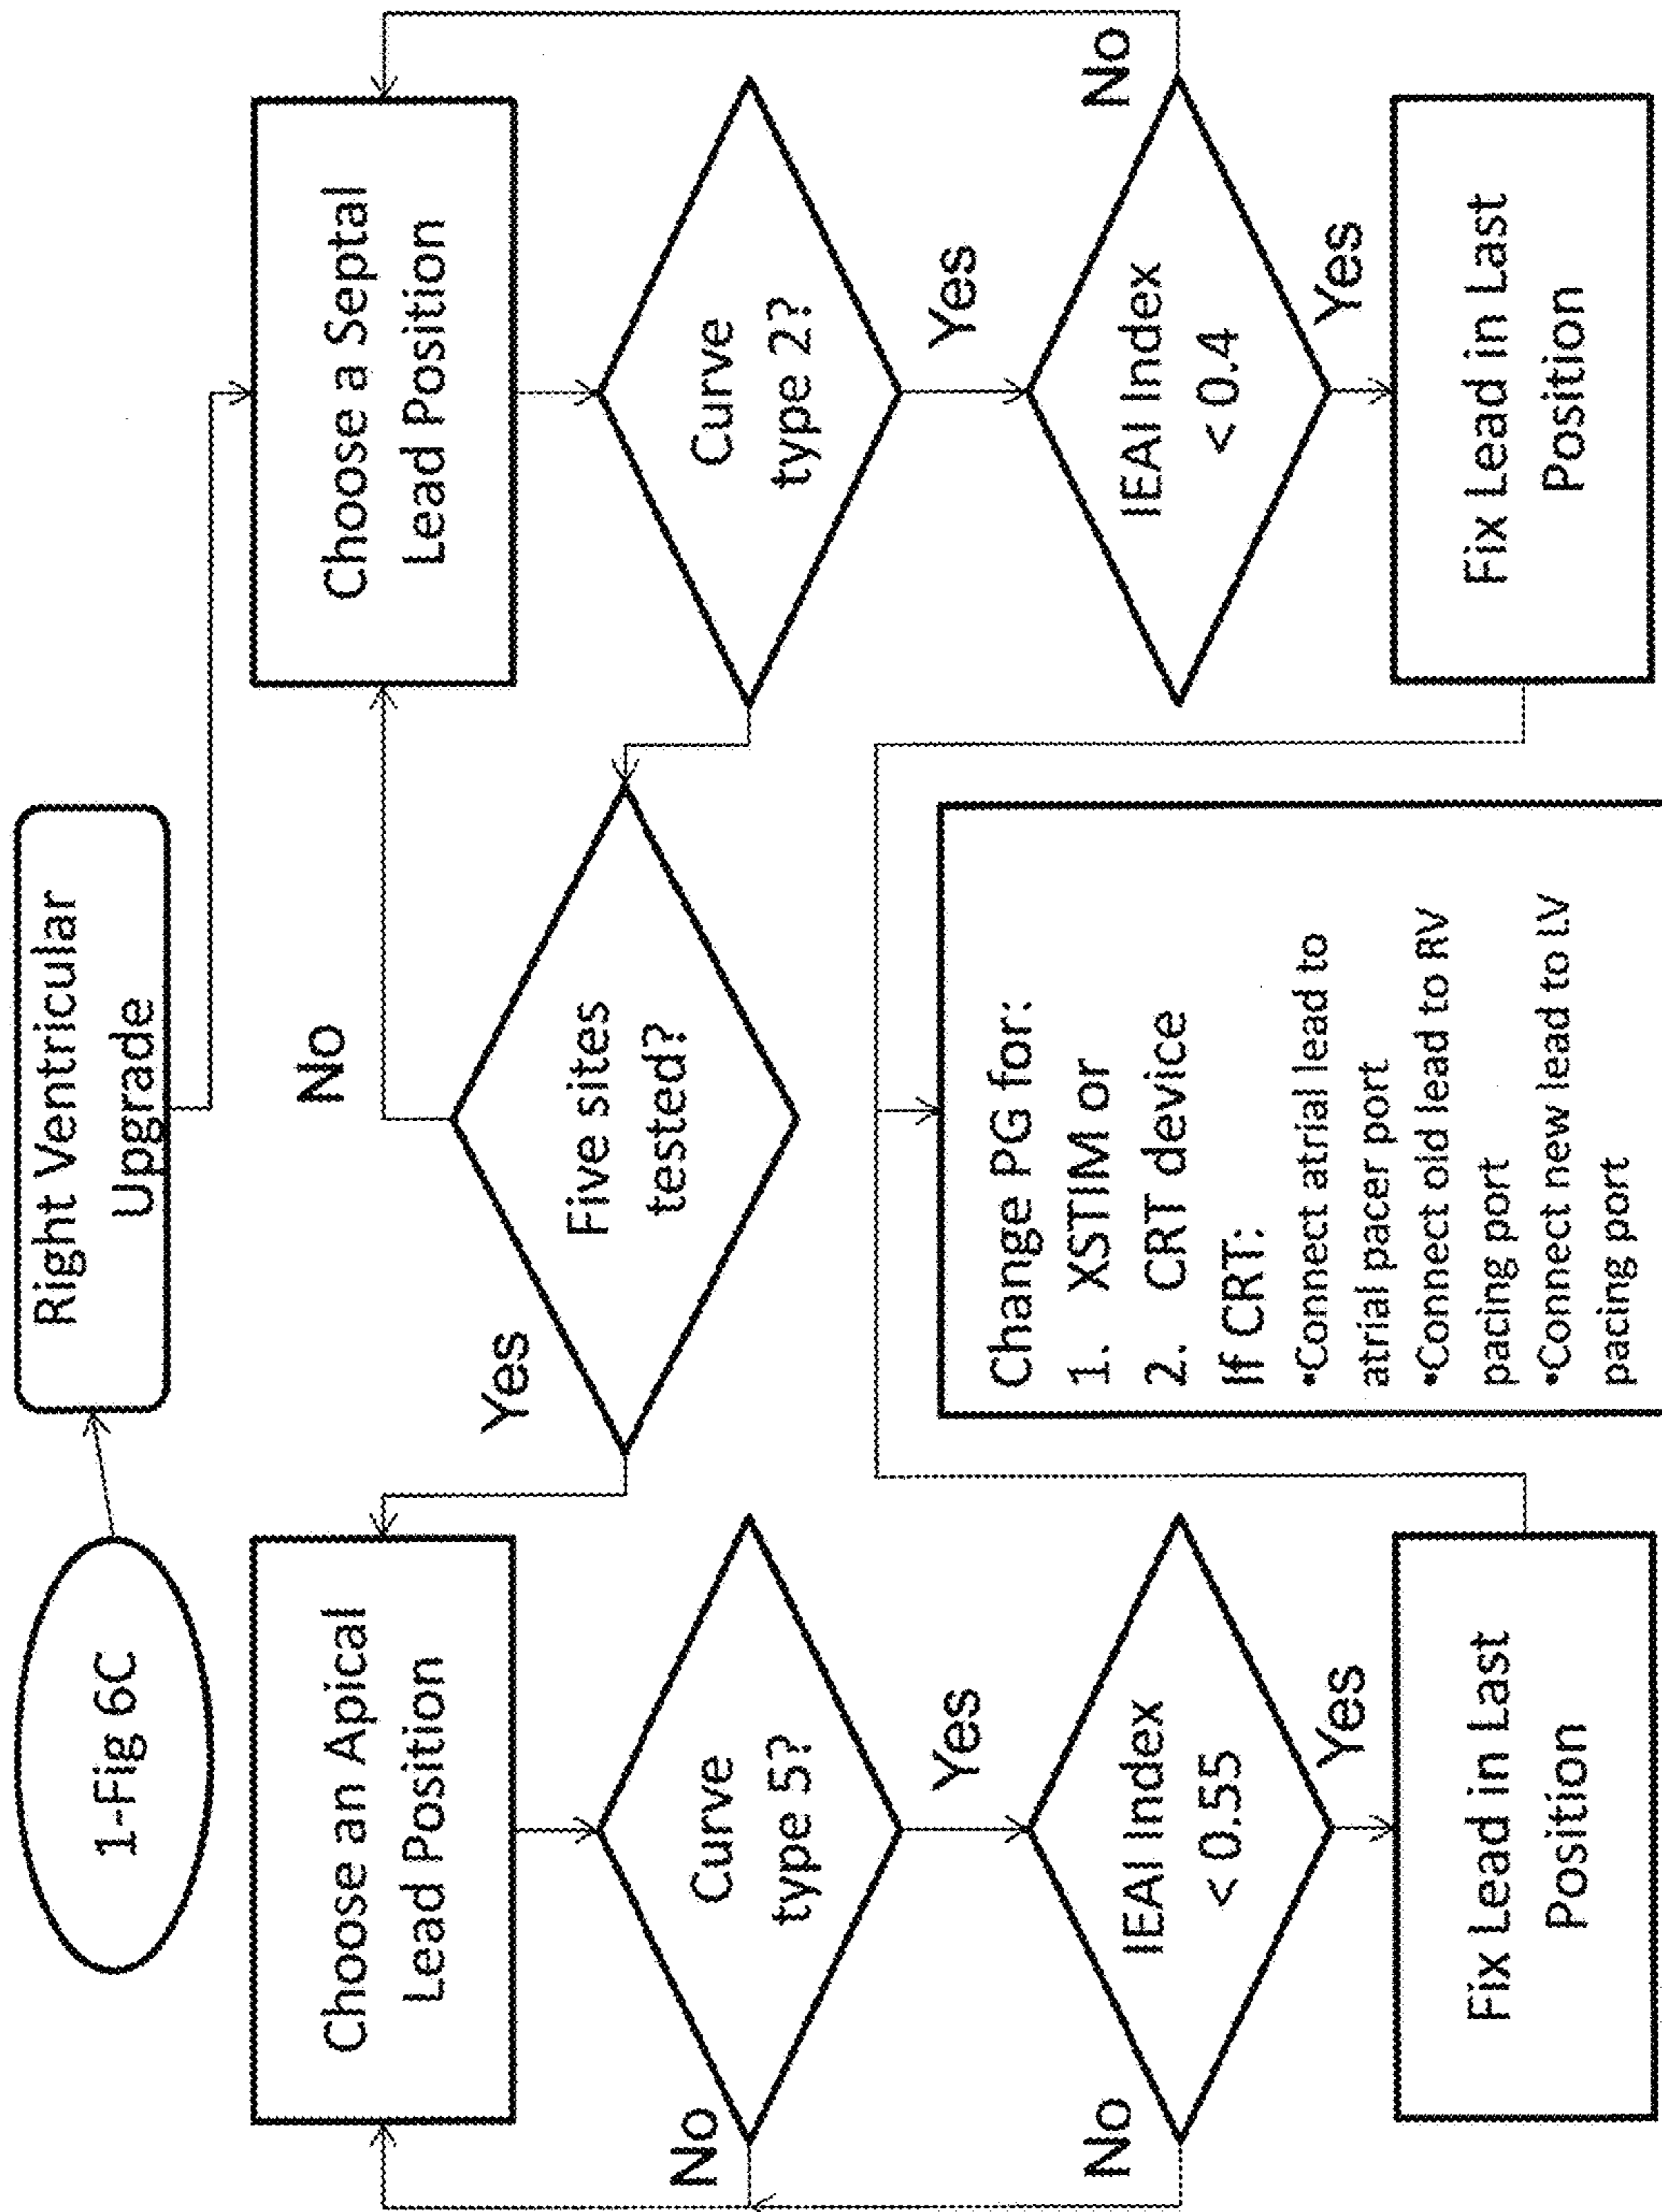 1-Fig 6C
Right Ventricular
Upgrade
Choose an Apical
Lead Position
Yes
No
Choose a Septal
Lead Position
Five sites
tested?
Curve
type 5?
No
Yes
Curve
type 2?
Yes
IEAI Index
< 0.55
No
Yes
IEAI Index
< 0.4
No
Yes
Fix Lead in Last
Position
Change PG for:
1. XSTIM or
2. CRT device
If CRT:
•Connect atrial lead to
atrial pacer port
•Connect old lead to RV
pacing port
•Connect new lead to LV
pacing port
Fix Lead in Last
Position